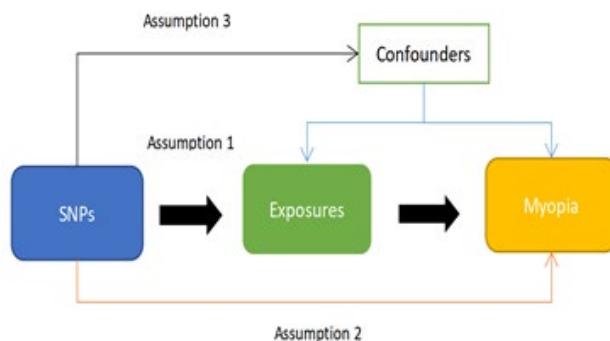 Assumption 3
Confounders
Assumption 1
SNPs
Exposures
Myopia
Assumption 2